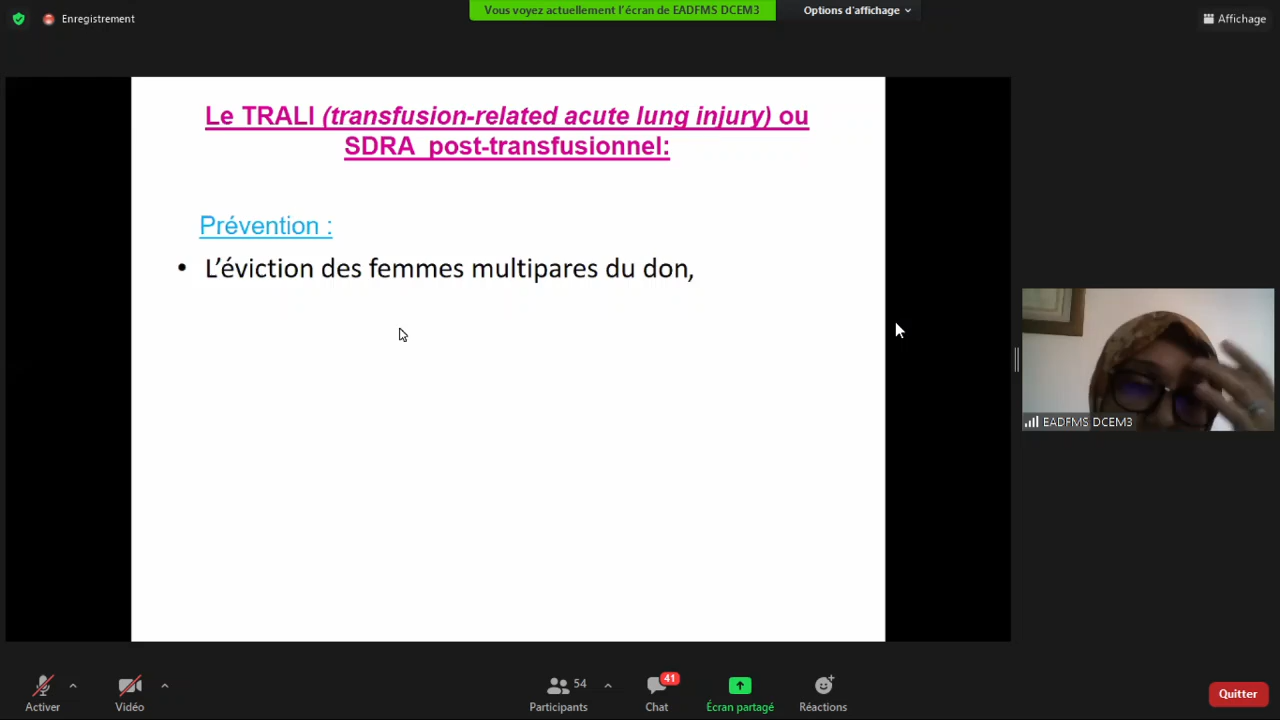 Vous voyez actuellement l'écran de EADFMS DCEM3
Options d'affichage
Enregistrement
Affichage
Le TRALI (transfusion-related acute lung injury) ou
SDRA post-transfusionnel:
Prévention :
• L'éviction des femmes multipares du don,
EADFMS DCEM3
Activer
Vidéo
54
Participants
41
Chat
Écran partagé
Réactions
Quitter